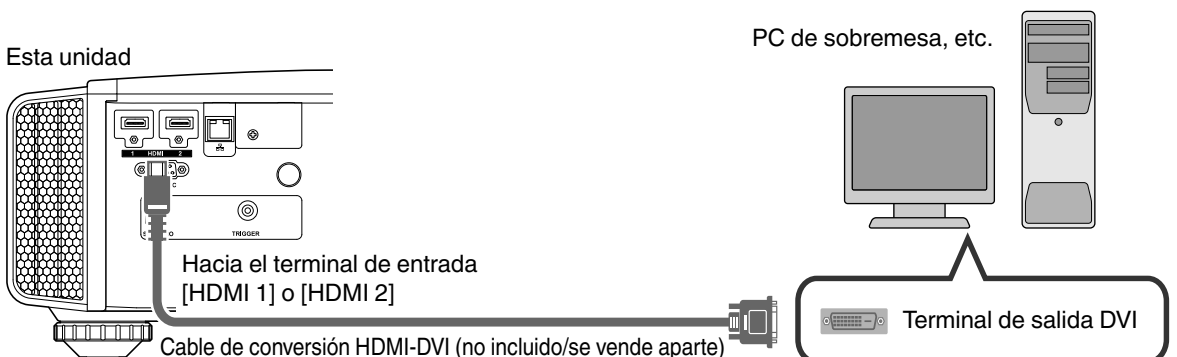 Esta unidad
PC de sobremesa, etc.
1 HDMI 2
TRIGGER
Hacia el terminal de entrada
[HDMI 1] o [HDMI 2]
Terminal de salida DVI
Cable de conversión HDMI-DVI (no incluido/se vende aparte)